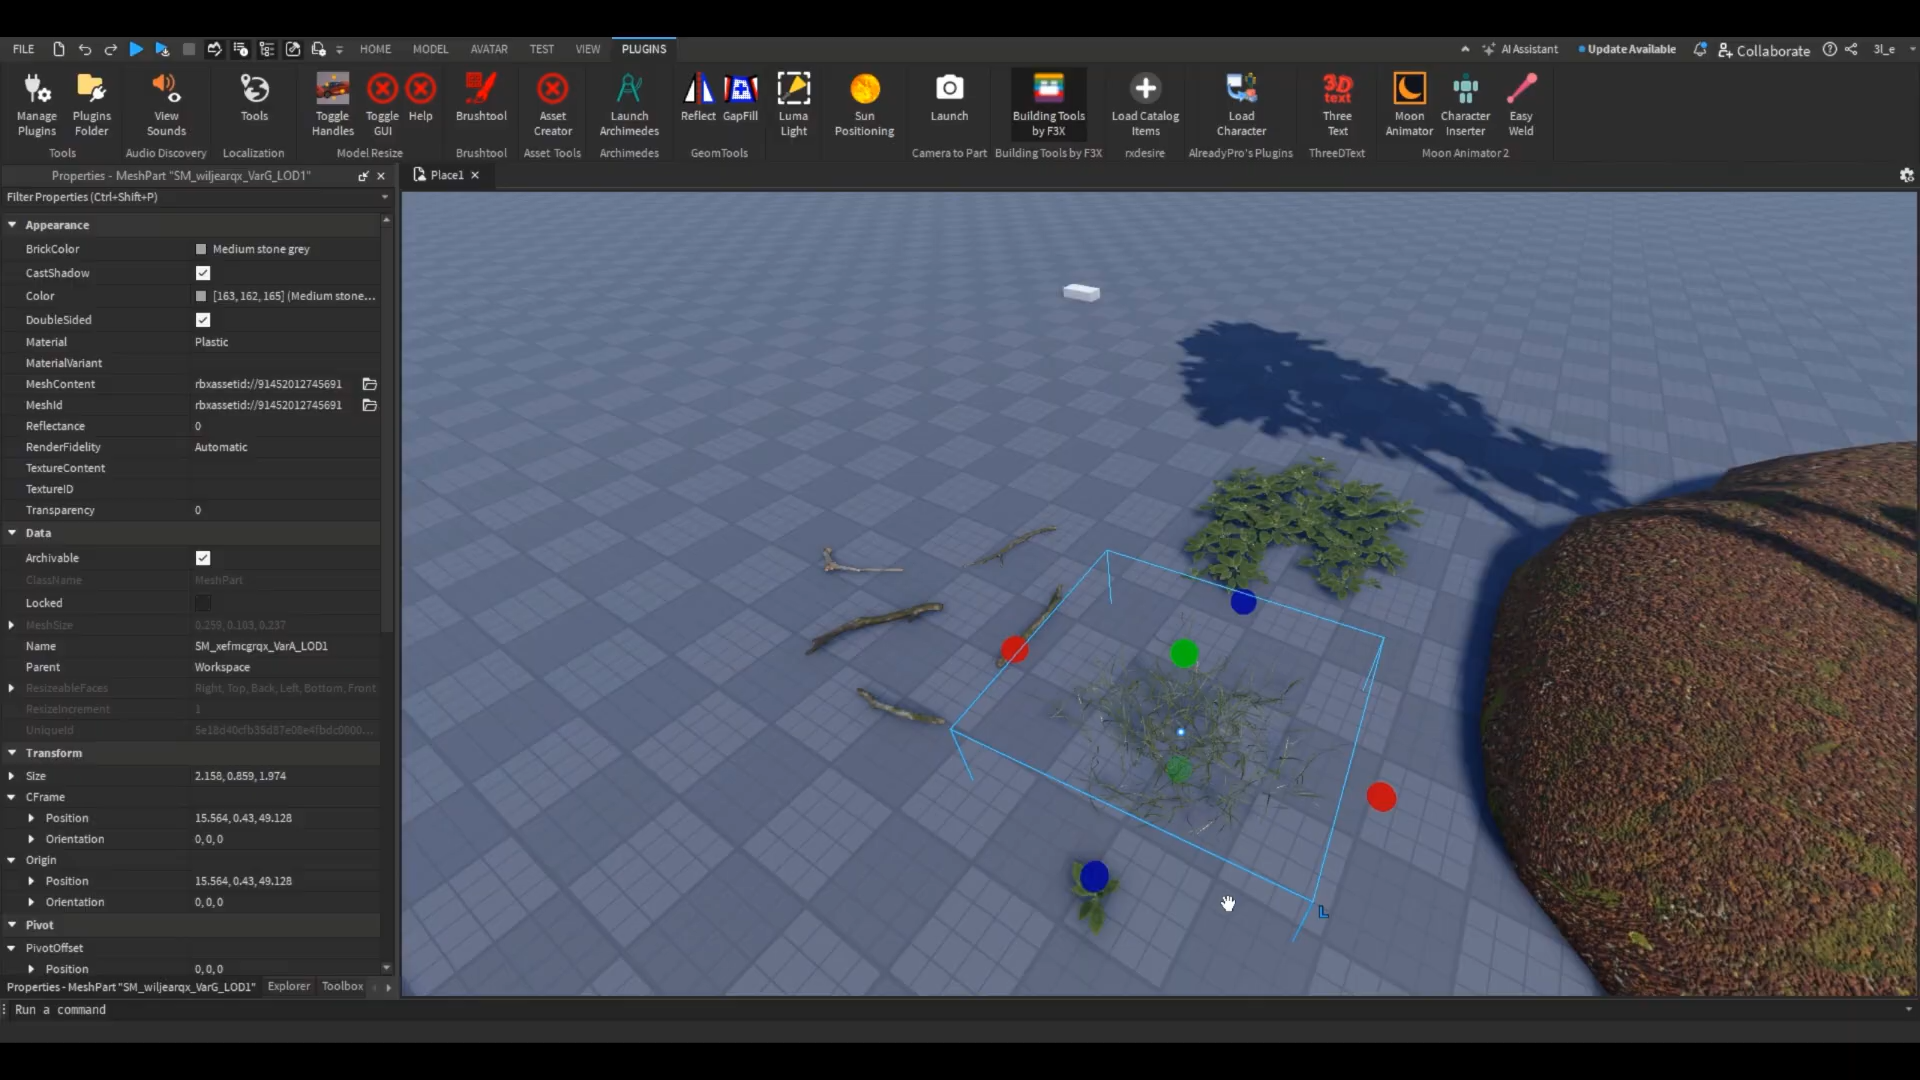 FILE HOME MODEL AVATAR TEST VIEW PLUGINS AI Assistant Update Available Collaborate 3l_e
Manage Plugins
Plugins Folder
Tools
View Sounds
Audio Discovery
Tools
Localization
Toggle Handles
Toggle GUI
Help
Model Resize
Brushtool
Brushtool
Asset Creator
Asset Tools
Launch Archimedes
Archimedes
Reflect
GapFill
GeomTools
Luma Light
Sun Positioning
Launch
Camera to Part
Building Tools by F3X
Building Tools by F3X
Load Catalog Items
rxdesire
Load Character
AlreadyPro's Plugins
3D text
Three Text
ThreeDText
Moon Animator
Character Inserter
Easy Weld
Moon Animator 2
Properties - MeshPart "SM_wiljearqx_VarG_LOD1"
Place1
Filter Properties (Ctrl+Shift+P)
Appearance
BrickColor Medium stone grey
CastShadow
Color [163, 162, 165] (Medium stone...
DoubleSided
Material Plastic
MaterialVariant
MeshContent rbxassetid://91452012745691
MeshId rbxassetid://91452012745691
Reflectance 0
RenderFidelity Automatic
TextureContent
TextureID
Transparency 0
Data
Archivable
ClassName MeshPart
Locked
MeshSize 0.259, 0.103, 0.237
Name SM_xefmcgrqx_VarA_LOD1
Parent Workspace
ResizeableFaces Right, Top, Back, Left, Bottom, Front
ResizeIncrement 1
UniqueId
Transform
Size 2.158, 0.859, 1.974
CFrame
Position 15.564, 0.43, 49.128
Orientation 0, 0, 0
Origin
Position 15.564, 0.43, 49.128
Orientation 0, 0, 0
Pivot
PivotOffset
Position 0, 0, 0
Properties - MeshPart "SM_wiljearqx_VarG_LOD1" Explorer Toolbox
Run a command
L